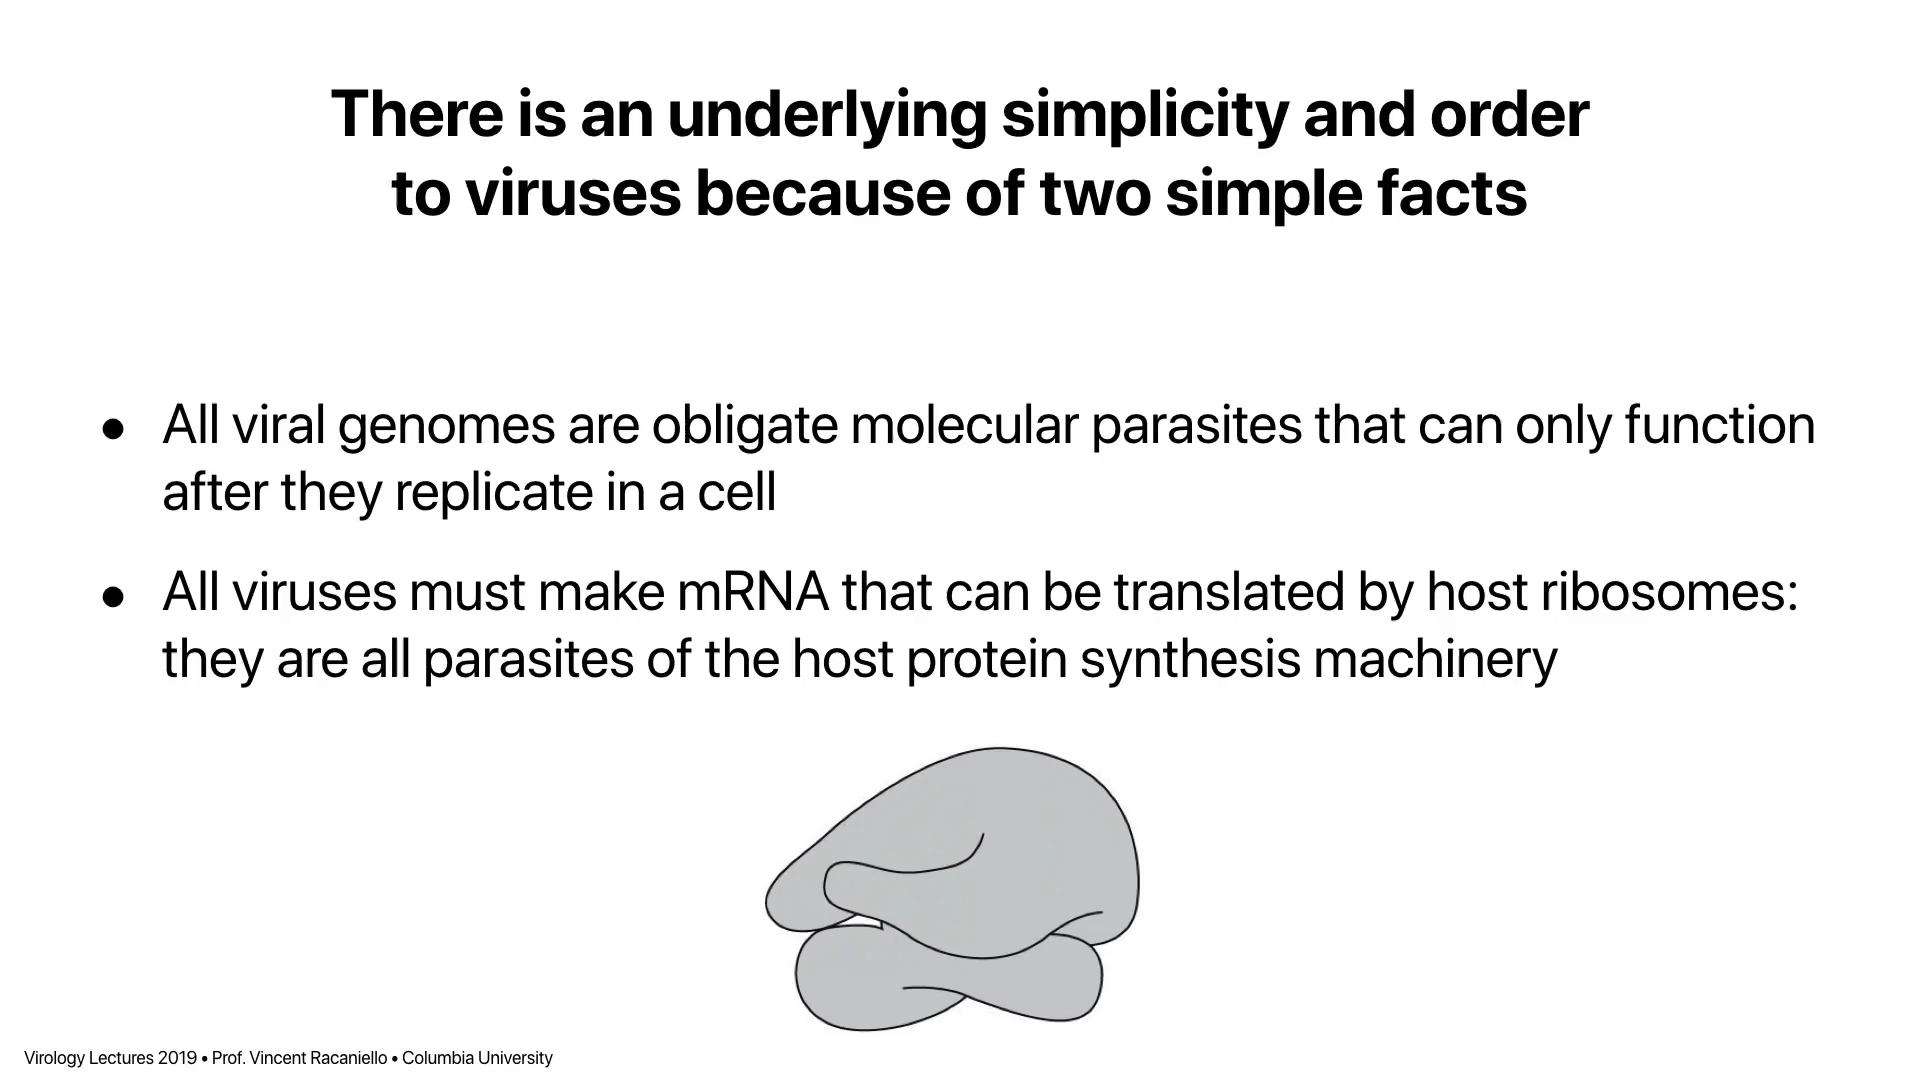 There is an underlying simplicity and order
to viruses because of two simple facts
• All viral genomes are obligate molecular parasites that can only function
after they replicate in a cell
• All viruses must make mRNA that can be translated by host ribosomes:
they are all parasites of the host protein synthesis machinery
Virology Lectures 2019 • Prof. Vincent Racaniello • Columbia University